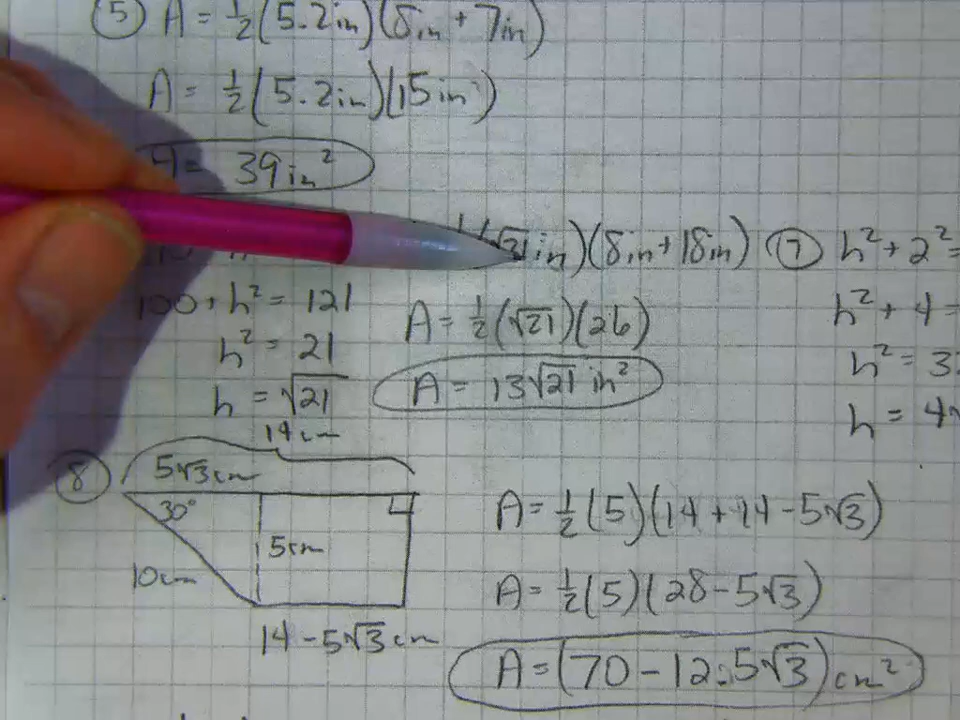 5 A = 1/2(5.2in)(8in + 7in)
A = 1/2(5.2in)(15in)
39in²
(√21in)(8in+18in)
100 + h² = 121
h² = 21
h = √21
A = 1/2(√21)(26)
A = 13√21 in²
7 h² + 2² =
h² + 4 =
h² = 3
h = 4
8
14cm
5√3cm
30°
5cm
10cm
14 - 5√3cm
A = 1/2(5)(14 + 14 - 5√3)
A = 1/2(5)(28 - 5√3)
A = (70 - 12.5√3)cm²